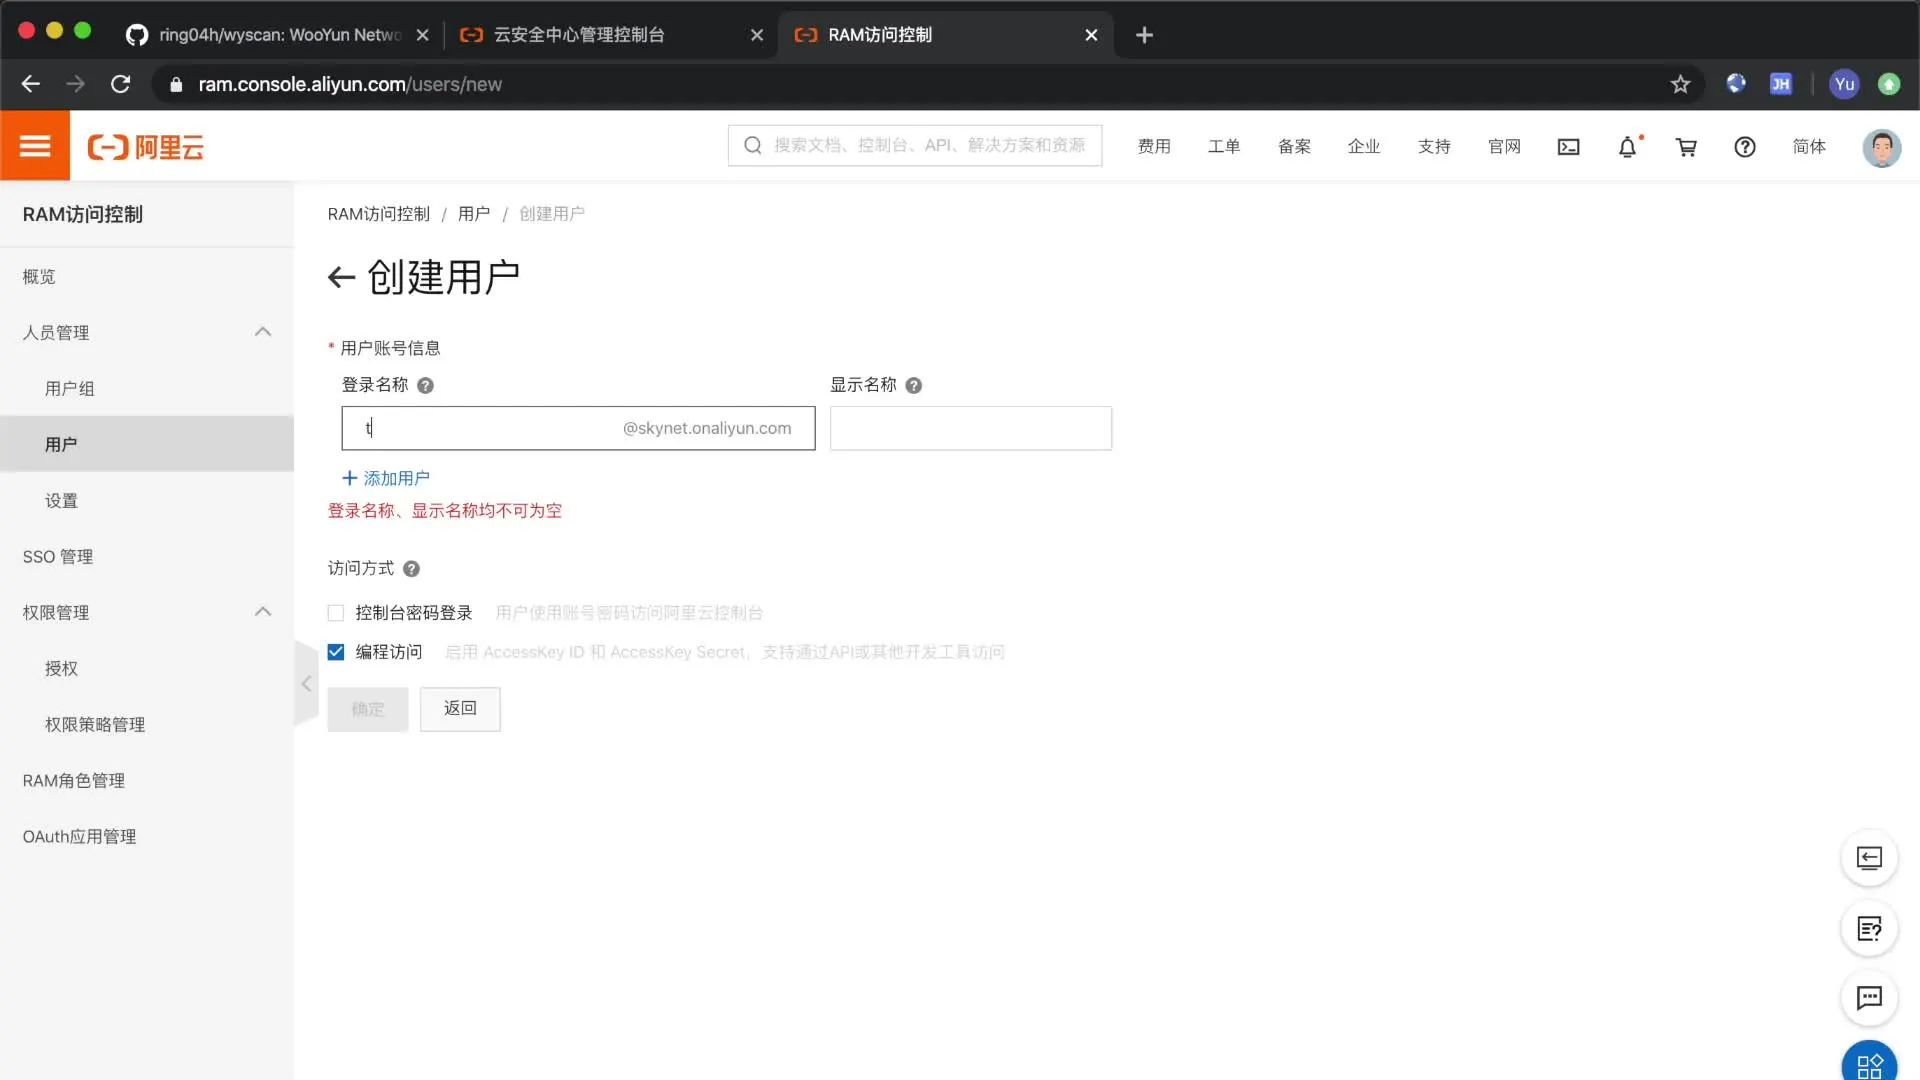 ring04h/wyscan: WooYun Netwo
云安全中心管理控制台
RAM访问控制
ram.console.aliyun.com/users/new
JH
Yu
阿里云
搜索文档、控制台、API、解决方案和资源
费用
工单
备案
企业
支持
官网
简体
RAM访问控制
概览
人员管理
用户组
用户
设置
SSO 管理
权限管理
授权
权限策略管理
RAM角色管理
OAuth应用管理
RAM访问控制 / 用户 / 创建用户
创建用户
* 用户账号信息
登录名称
显示名称
t
@skynet.onaliyun.com
添加用户
登录名称、显示名称均不可为空
访问方式
控制台密码登录 用户使用账号密码访问阿里云控制台
编程访问 启用 AccessKey ID 和 AccessKey Secret，支持通过API或其他开发工具访问
确定
返回